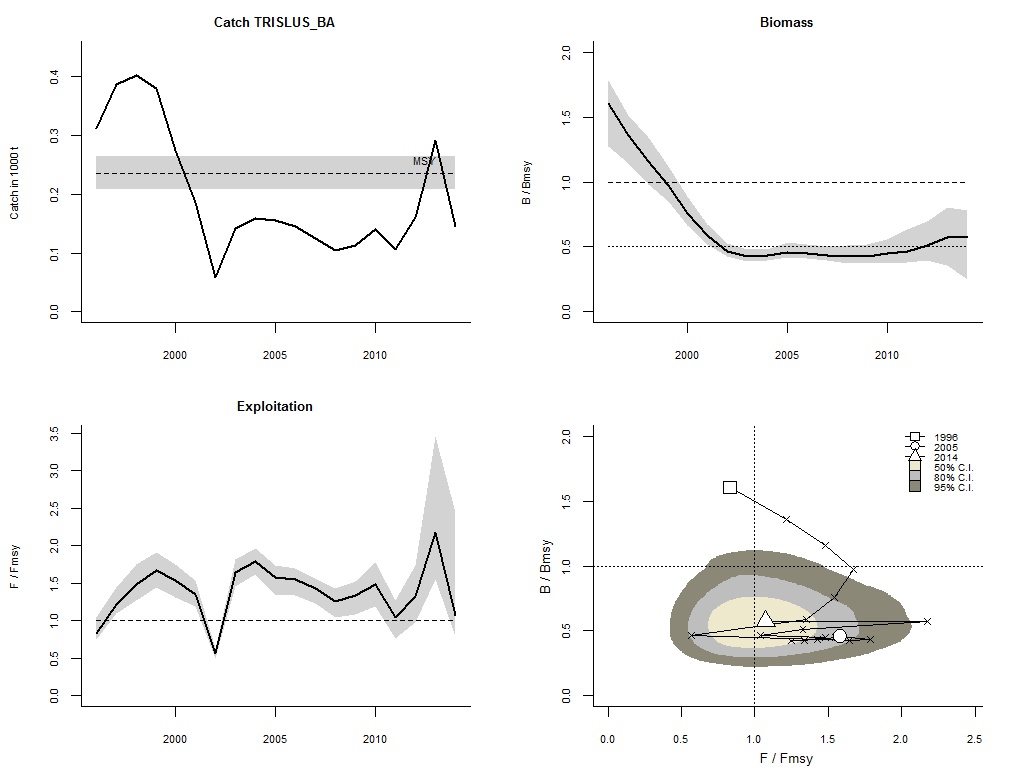 Catch TRISLUS_BA
Catch in 1000 t
0.0 0.1 0.2 0.3 0.4
MSY
2000 2005 2010
Biomass
B / Bmsy
0.0 0.5 1.0 1.5 2.0
2000 2005 2010
Exploitation
F / Fmsy
0.0 0.5 1.0 1.5 2.0 2.5 3.0 3.5
2000 2005 2010
B / Bmsy
0.0 0.5 1.0 1.5 2.0
1996
2005
2014
50% C.I.
80% C.I.
95% C.I.
0.0 0.5 1.0 1.5 2.0 2.5
F / Fmsy